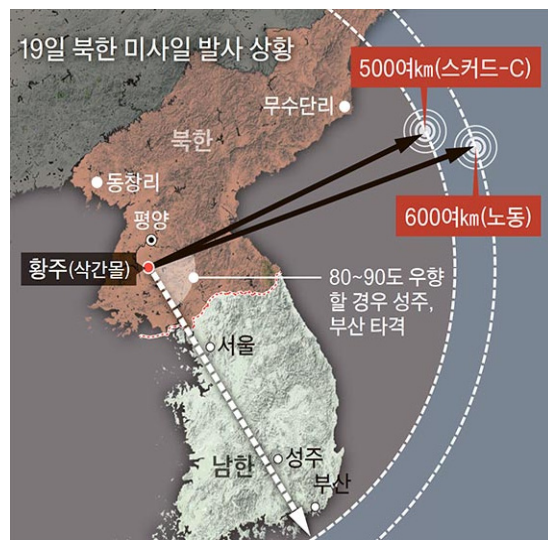 19일 북한 미사일 발사 상황
500여㎞(스커드-C)
무수단리
북한
동창리
600여㎞(노동)
평양
황주(삭간몰)
80~90도 우향
할 경우 성주,
부산 타격
서울
남한
성주
부산